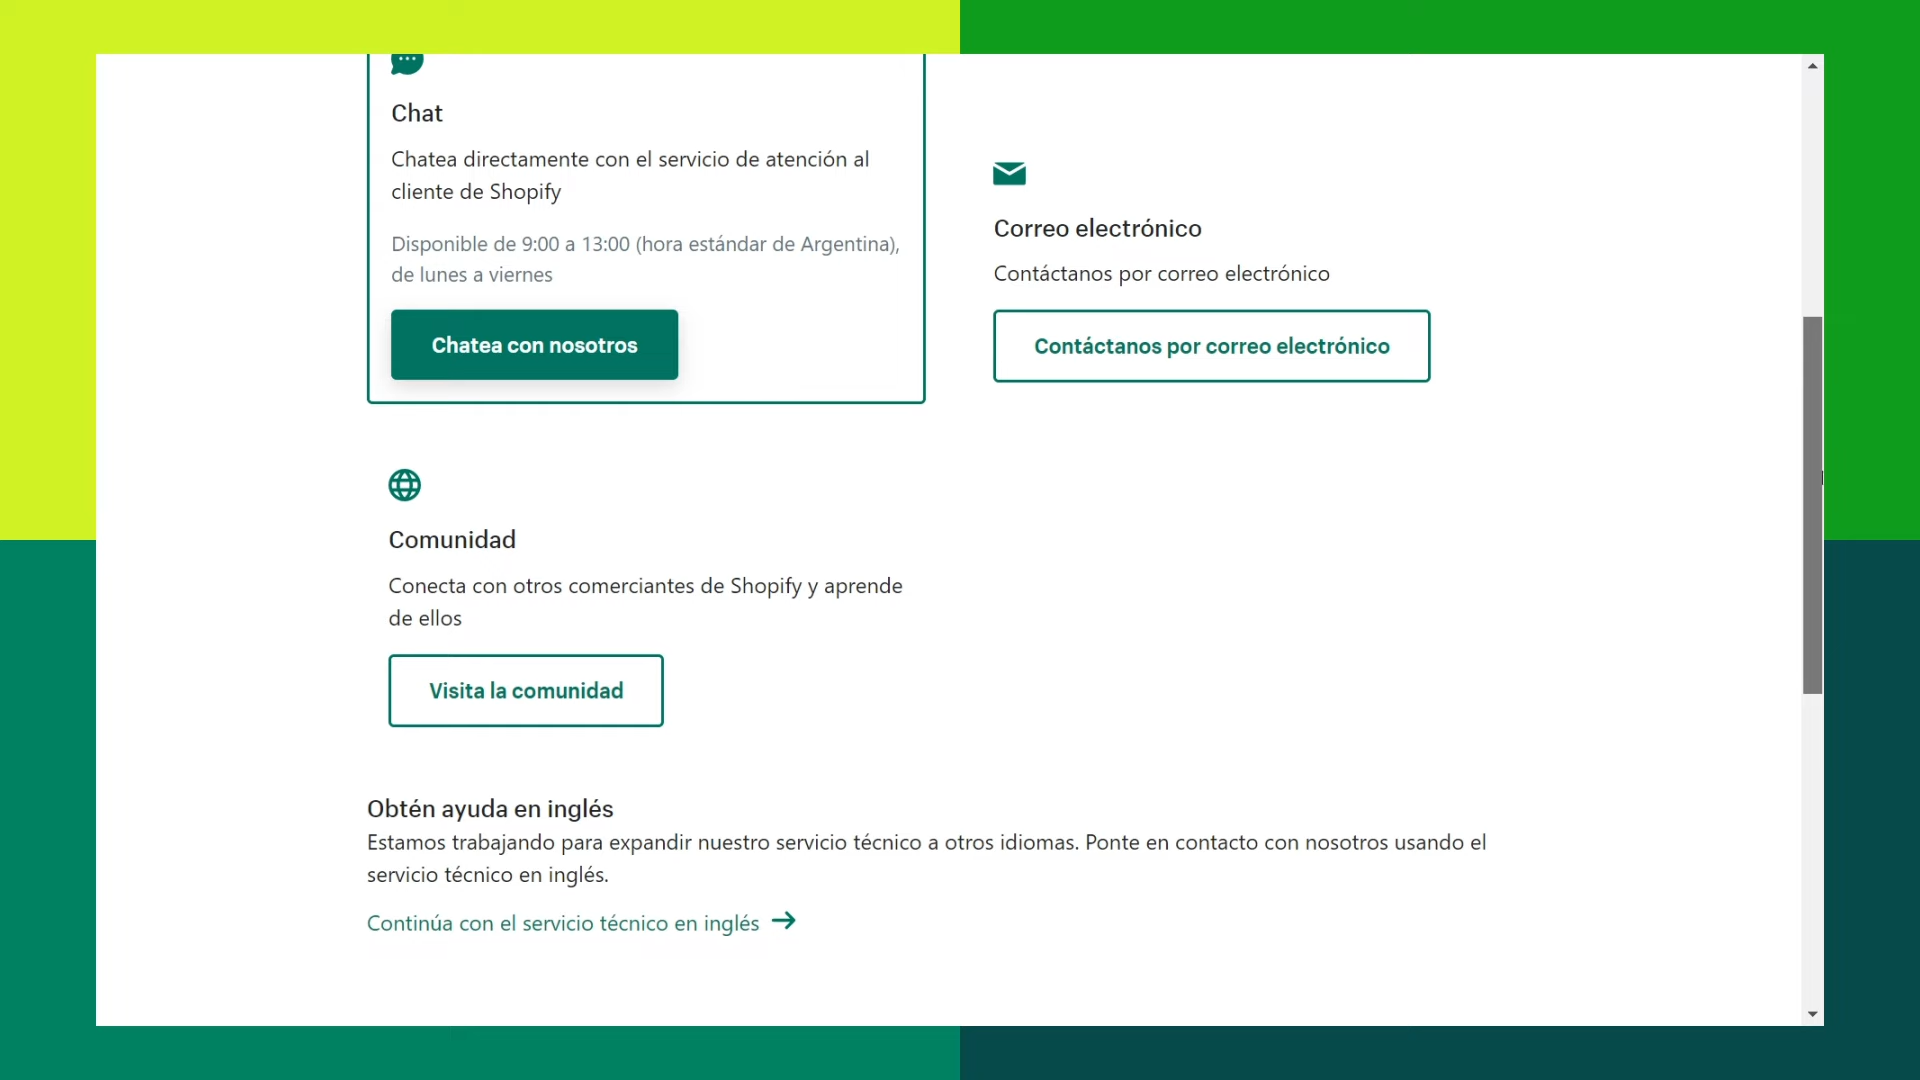 Chat
Chatea directamente con el servicio de atención al
cliente de Shopify
Disponible de 9:00 a 13:00 (hora estándar de Argentina),
de lunes a viernes
Chatea con nosotros
Correo electrónico
Contáctanos por correo electrónico
Contáctanos por correo electrónico
Comunidad
Conecta con otros comerciantes de Shopify y aprende
de ellos
Visita la comunidad
Obtén ayuda en inglés
Estamos trabajando para expandir nuestro servicio técnico a otros idiomas. Ponte en contacto con nosotros usando el
servicio técnico en inglés.
Continúa con el servicio técnico en inglés